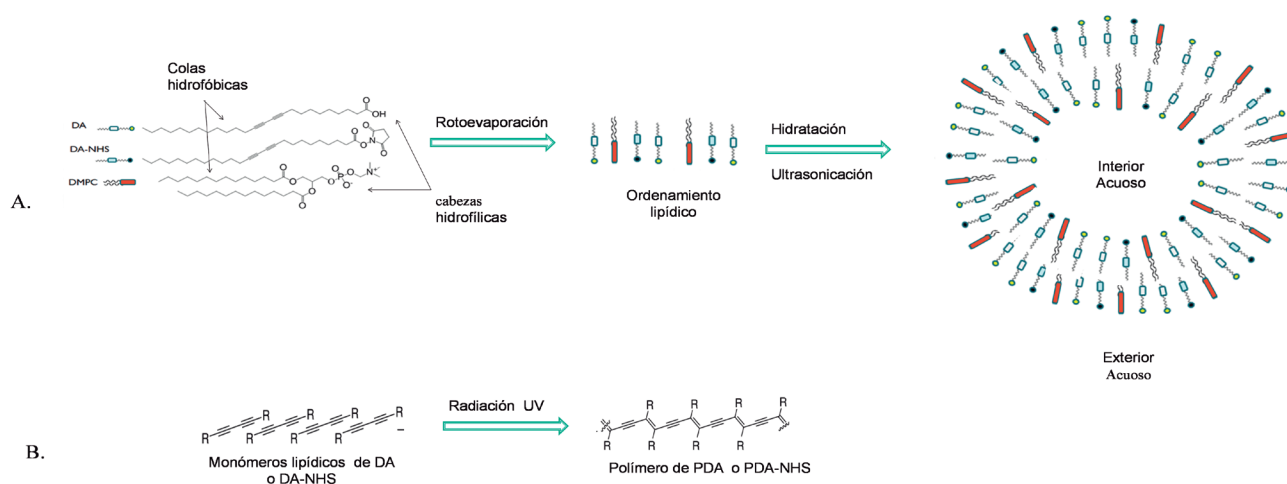 A.
Colas
hidrofóbicas
DA
DA-NHS
DMPC
O
OH
O
O
N
O
O
O
O
O
O
P
O
O⁻
N⁺
cabezas
hidrofílicas
Rotoevaporación
Ordenamiento
lipídico
Hidratación
Ultrasonicación
Interior
Acuoso
Exterior
Acuoso
B.
R R R R
R R R R
Monómeros lipídicos de DA
o DA-NHS
Radiación UV
R R R R
R R R R
Polímero de PDA o PDA-NHS